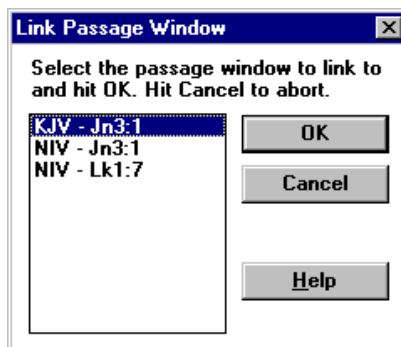 Link Passage Window
Select the passage window to link to
and hit OK. Hit Cancel to abort.
KJV - Jn3:1
NIV - Jn3:1
NIV - Lk1:7
OK
Cancel
Help